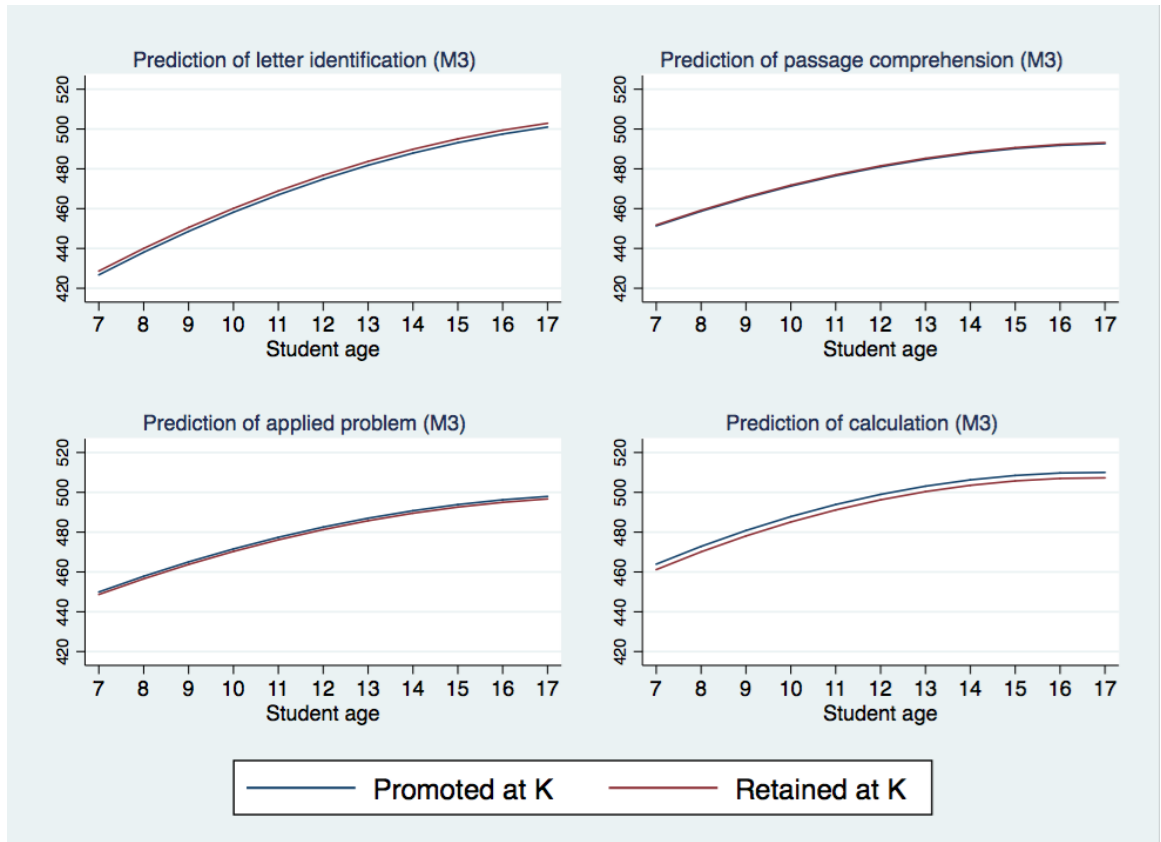 Prediction of letter identification (M3)
520
500
480
460
440
420
7 8 9 10 11 12 13 14 15 16 17
Student age
Prediction of passage comprehension (M3)
520
500
480
460
440
420
7 8 9 10 11 12 13 14 15 16 17
Student age
Prediction of applied problem (M3)
520
500
480
460
440
420
7 8 9 10 11 12 13 14 15 16 17
Student age
Prediction of calculation (M3)
520
500
480
460
440
420
7 8 9 10 11 12 13 14 15 16 17
Student age
Promoted at K
Retained at K